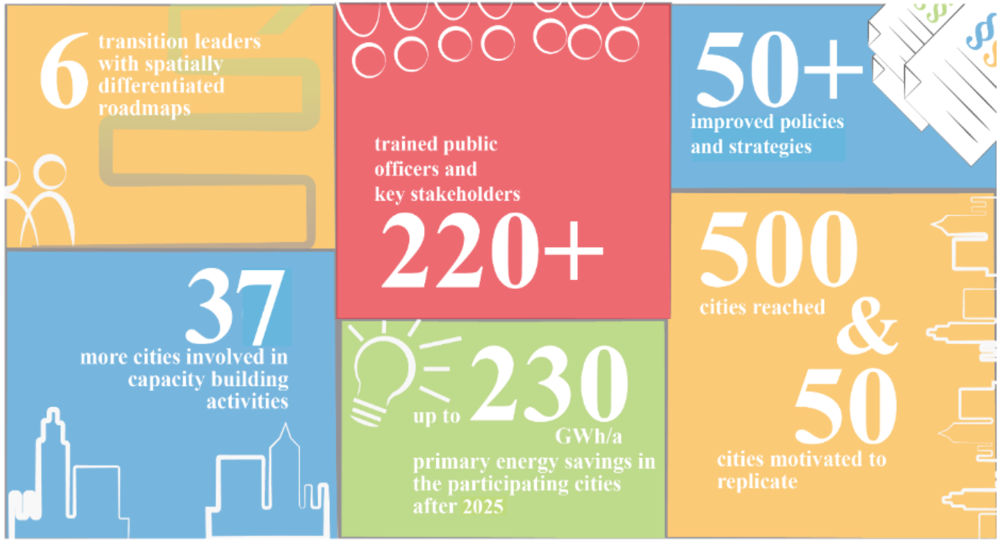 6
transition leaders
with spatially
differentiated
roadmaps
37
more cities involved in
capacity building
activities
trained public
officers and
key stakeholders
220+
up to 230
GWh/a
primary energy savings in
the participating cities
after 2025
50+
improved policies
and strategies
500
cities reached
&
50
cities motivated to
replicate
§
§
§
§